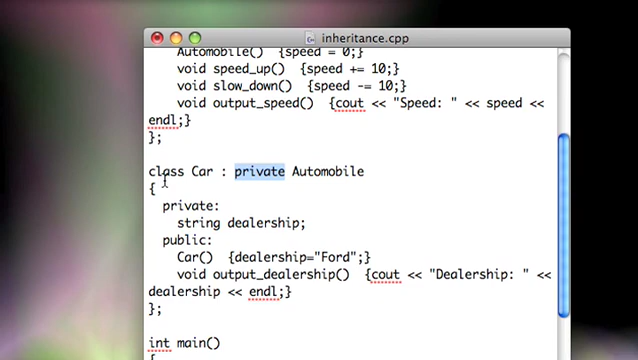 inheritance.cpp
Automobile()  {speed = 0;}
void speed_up()  {speed += 10;}
void slow_down()  {speed -= 10;}
void output_speed()  {cout << "Speed: " << speed <<
endl;}
};
class Car : private Automobile
{
private:
string dealership;
public:
Car()  {dealership="Ford";}
void output_dealership()  {cout << "Dealership: " <<
dealership << endl;}
};
int main()
{